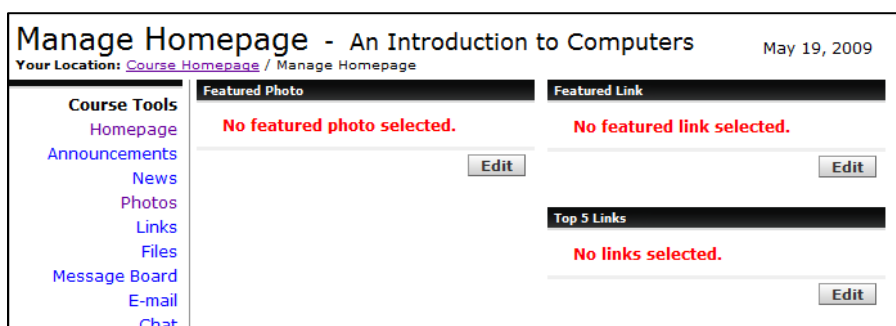 Manage Homepage - An Introduction to Computers
May 19, 2009
Your Location: Course Homepage / Manage Homepage
Course Tools
Homepage
Announcements
News
Photos
Links
Files
Message Board
E-mail
Chat
Featured Photo
No featured photo selected.
Edit
Featured Link
No featured link selected.
Edit
Top 5 Links
No links selected.
Edit